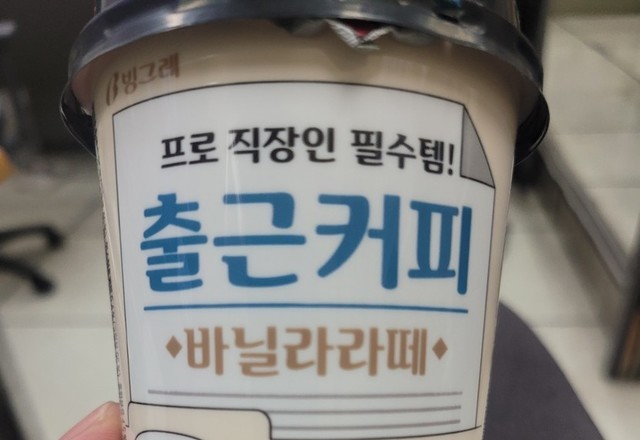 빙그레
프로 직장인 필수템!
출근커피
바닐라라떼